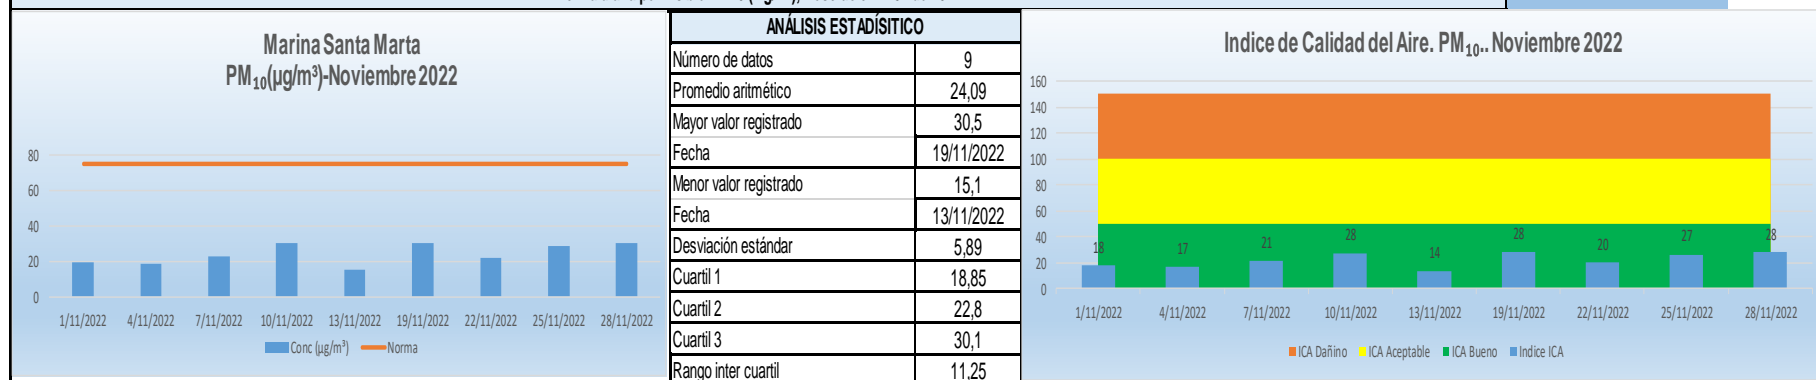 Marina Santa Marta
PM₁₀(µg/m³)-Noviembre 2022
80
60
40
20
0
1/11/2022 4/11/2022 7/11/2022 10/11/2022 13/11/2022 19/11/2022 22/11/2022 25/11/2022 28/11/2022
Conc (µg/m³) Norma
ANÁLISIS ESTADÍSITICO
Número de datos 9
Promedio aritmético 24,09
Mayor valor registrado 30,5
Fecha 19/11/2022
Menor valor registrado 15,1
Fecha 13/11/2022
Desviación estándar 5,89
Cuartil 1 18,85
Cuartil 2 22,8
Cuartil 3 30,1
Rango inter cuartil 11,25
Indice de Calidad del Aire. PM₁₀.. Noviembre 2022
160
140
120
100
80
60
40
20
0
18 17 21 28 14 28 20 27 28
1/11/2022 4/11/2022 7/11/2022 10/11/2022 13/11/2022 19/11/2022 22/11/2022 25/11/2022 28/11/2022
ICA Dañino ICA Aceptable ICA Bueno Indice ICA